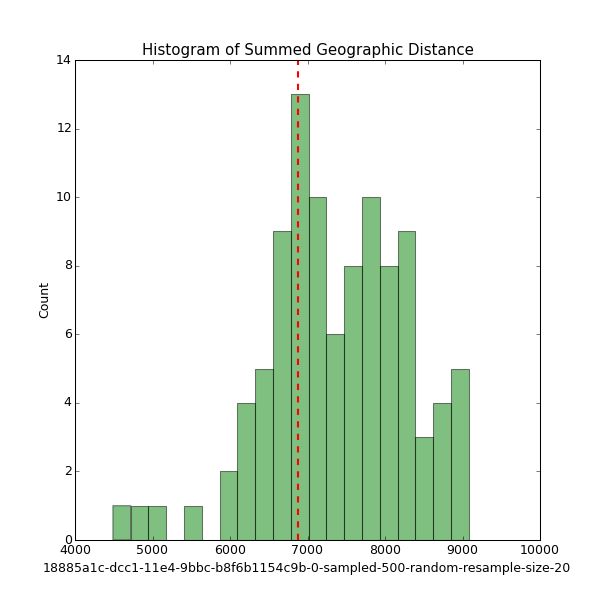 Histogram of Summed Geographic Distance
14
12
10
8
6
4
2
0
Count
4000 5000 6000 7000 8000 9000 10000
18885a1c-dcc1-11e4-9bbc-b8f6b1154c9b-0-sampled-500-random-resample-size-20